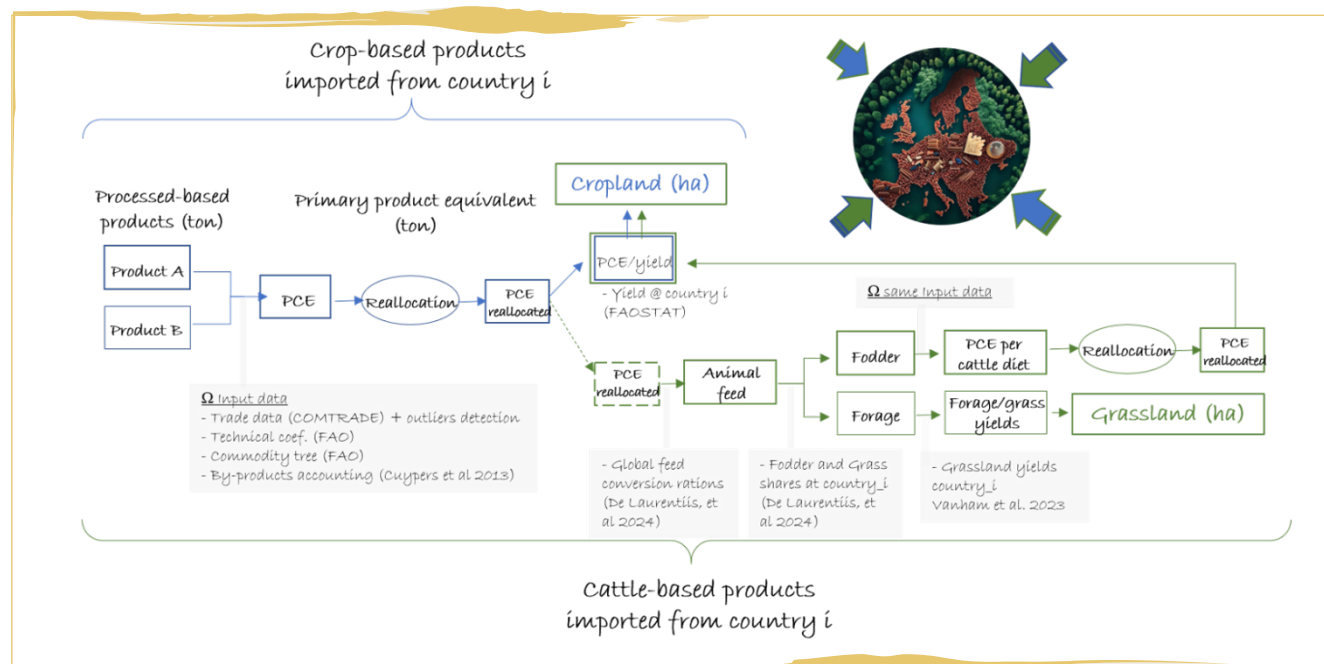 Crop-based products
imported from country i
Processed-based
products (ton)
Primary product equivalent
(ton)
Cropland (ha)
Product A
Product B
PCE
Reallocation
PCE
reallocated
PCE/yield
- Yield @ country i
(FAOSTAT)
Ω same Input data
PCE
reallocated
Animal
feed
Fodder
PCE per
cattle diet
Reallocation
PCE
reallocated
Forage
Forage/grass
yields
Grassland (ha)
Ω Input data
- Trade data (COMTRADE) + outliers detection
- Technical coef. (FAO)
- Commodity tree (FAO)
- By-products accounting (Cuypers et al 2013)
- Global feed
conversion rations
(De Laurentiis, et
al 2024)
- Fodder and Grass
shares at country_i
(De Laurentiis, et
al 2024)
- Grassland yields
country_i
Vanham et al. 2023
Cattle-based products
imported from country i